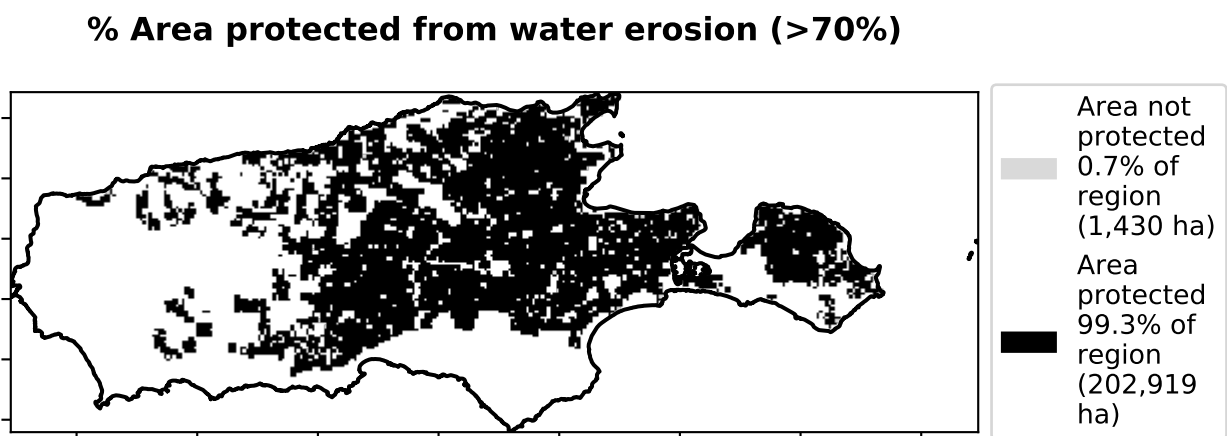 % Area protected from water erosion (>70%)
Area not
protected
0.7% of
region
(1,430 ha)
Area
protected
99.3% of
region
(202,919
ha)